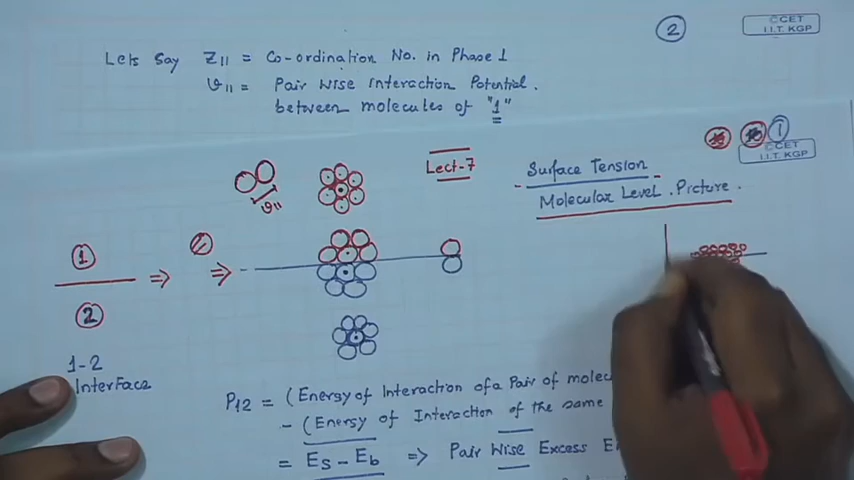 2
©CET
I.I.T. KGP
Lets Say Z11 = Co-ordination No. in Phase 1
ϑ11 = Pair Wise Interaction Potential.
between molecules of "1"
1
©CET
I.I.T. KGP
Lect-7
Surface Tension
Molecular Level Picture.
ϑ11
1
2
⇒ ⇒
1-2
InterFace
P12 = (Energy of Interaction of a Pair of
- (Energy of Interaction of the same
= Es - Eb ⇒ Pair Wise Excess